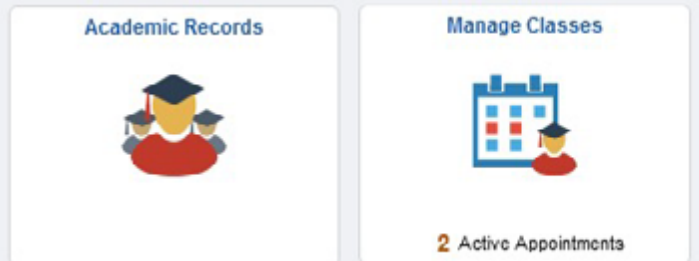 Academic Records
Manage Classes
2 Active Appointments